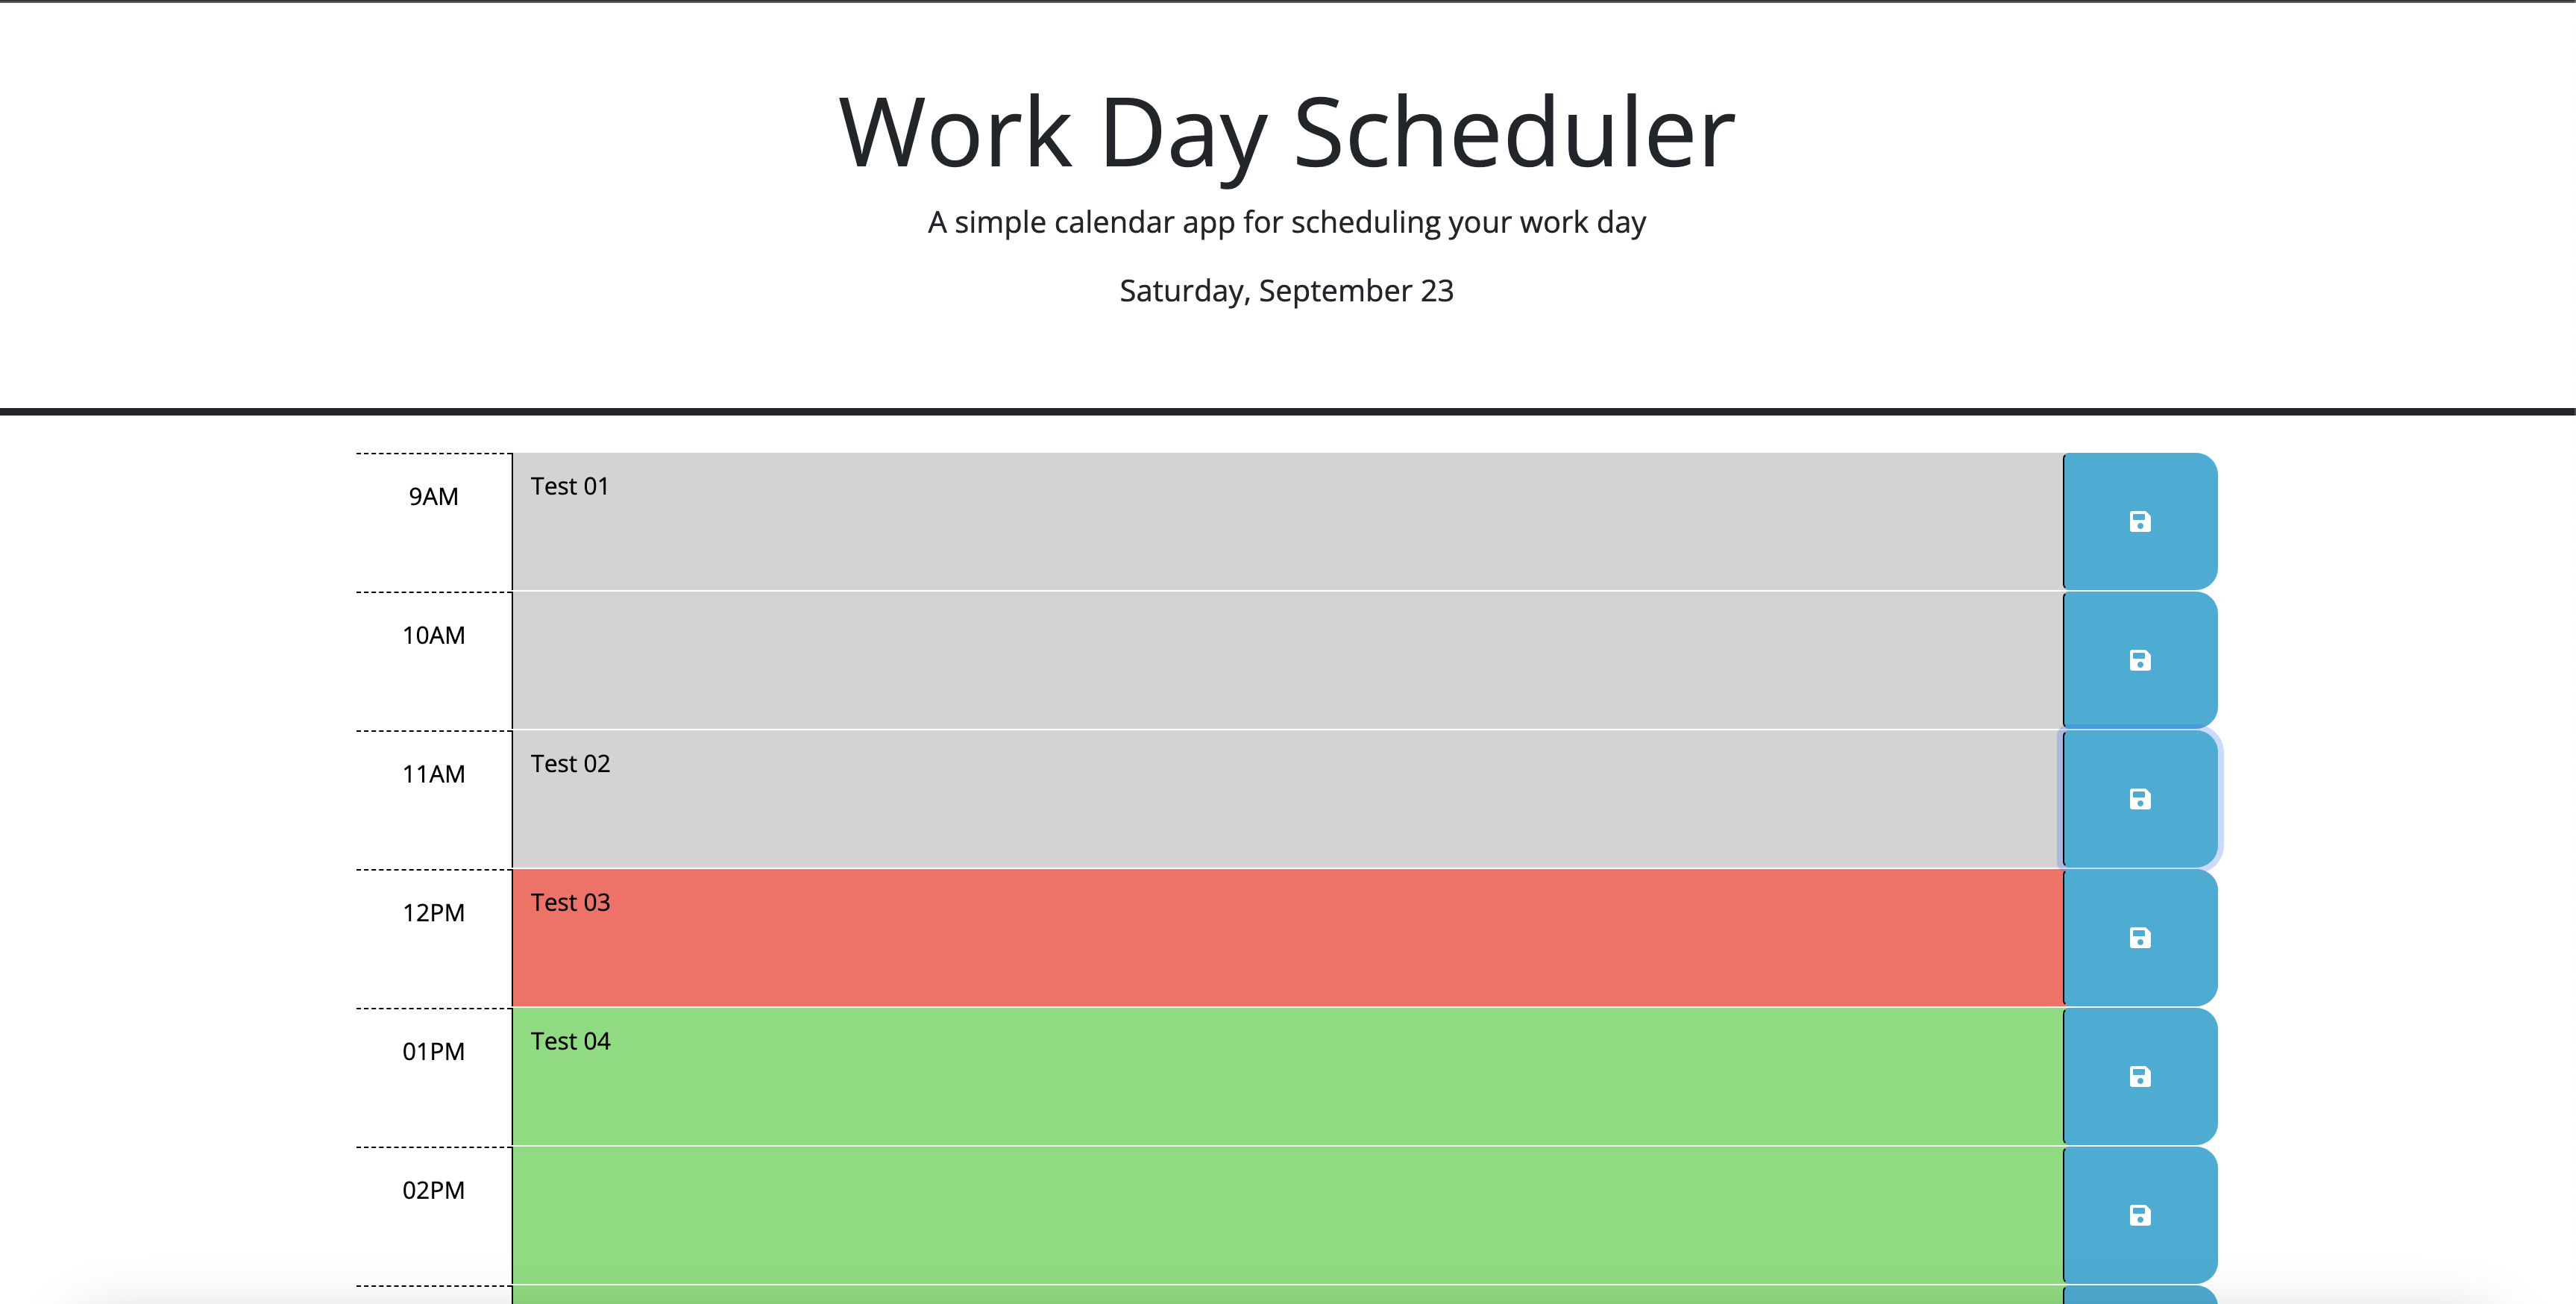 Work Day Scheduler
A simple calendar app for scheduling your work day
Saturday, September 23
9AM
Test 01
10AM
11AM
Test 02
12PM
Test 03
01PM
Test 04
02PM